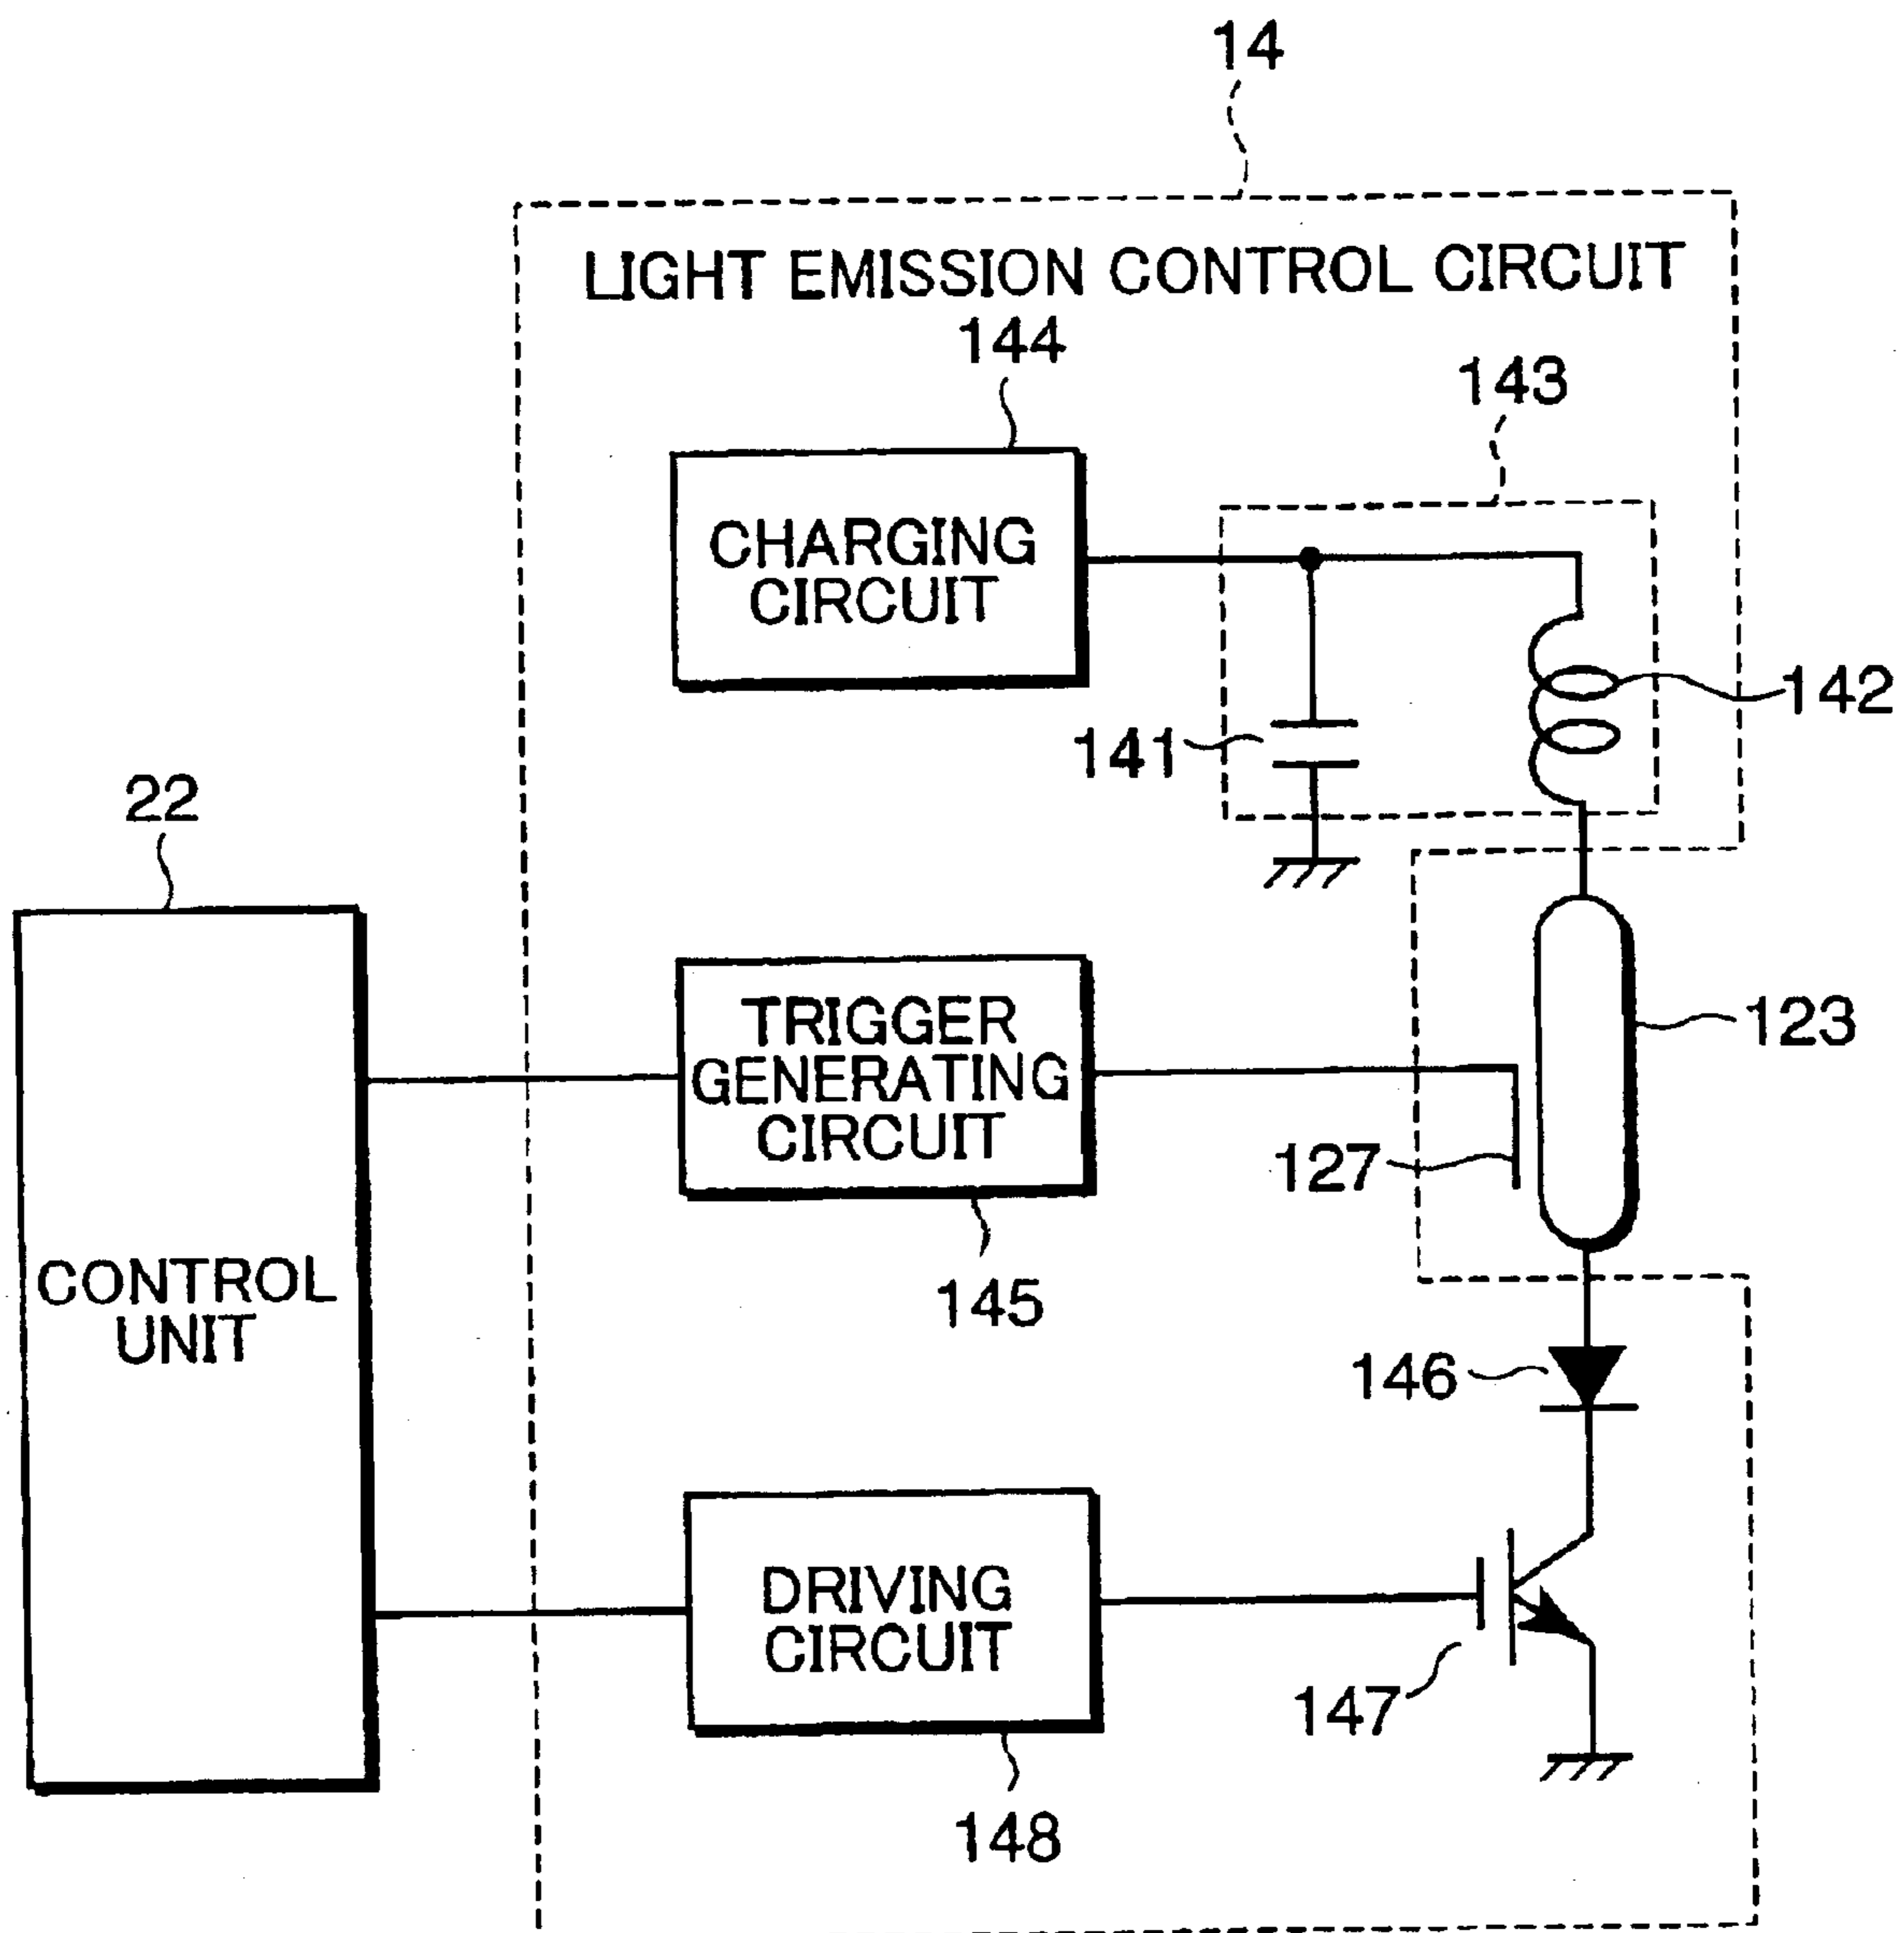 14
LIGHT EMISSION CONTROL CIRCUIT
144
143
CHARGING
CIRCUIT
142
141
22
TRIGGER
GENERATING
CIRCUIT
123
127
CONTROL
UNIT
145
146
DRIVING
CIRCUIT
147
148